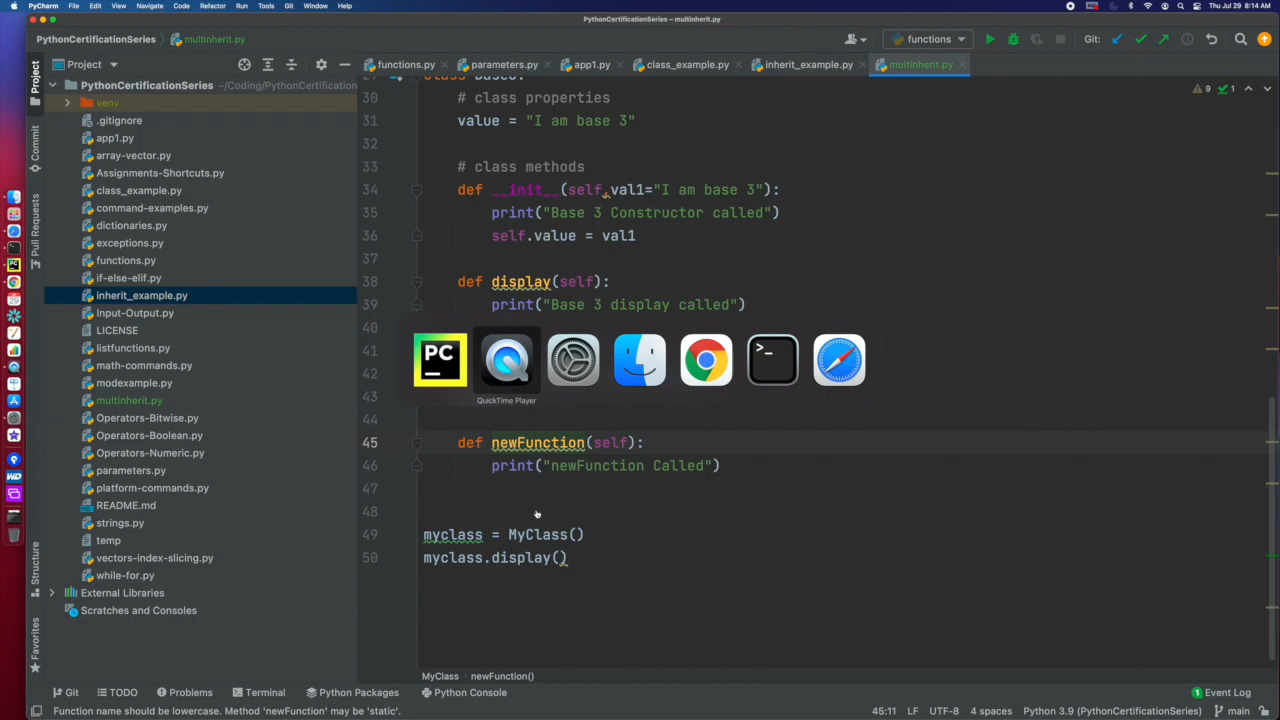 PyCharm File Edit View Navigate Code Refactor Run Tools Git Window Help Thu Jul 29 8:14 AM
PythonCertificationSeries – multinherit.py
PythonCertificationSeries multinherit.py functions Git:
Project functions.py parameters.py app1.py class_example.py inherit_example.py multinherit.py
Project
Commit
Pull Requests
Structure
Favorites
PythonCertificationSeries ~/Coding/PythonCertification
venv
.gitignore
app1.py
array-vector.py
Assignments-Shortcuts.py
class_example.py
command-examples.py
dictionaries.py
exceptions.py
functions.py
if-else-elif.py
inherit_example.py
Input-Output.py
LICENSE
listfunctions.py
math-commands.py
modexample.py
multinherit.py
Operators-Bitwise.py
Operators-Boolean.py
Operators-Numeric.py
parameters.py
platform-commands.py
README.md
strings.py
temp
vectors-index-slicing.py
while-for.py
External Libraries
Scratches and Consoles
9 1
30 # class properties
31 value = "I am base 3"
32
33 # class methods
34 def __init__(self,val1="I am base 3"):
35 print("Base 3 Constructor called")
36 self.value = val1
37
38 def display(self):
39 print("Base 3 display called")
40
41
42
43
44
45 def newFunction(self):
46 print("newFunction Called")
47
48
49 myclass = MyClass()
50 myclass.display()
PC
>_
QuickTime Player
MyClass newFunction()
Git TODO Problems Terminal Python Packages Python Console 1 Event Log
Function name should be lowercase. Method 'newFunction' may be 'static'. 45:11 LF UTF-8 4 spaces Python 3.9 (PythonCertificationSeries) main